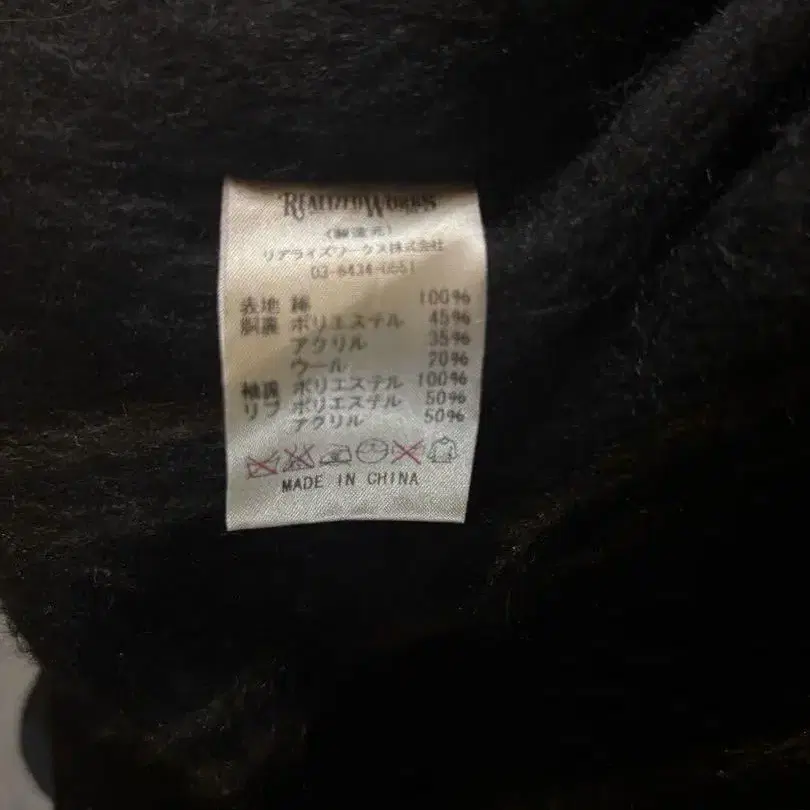 REALIZED WORKS
(製造元)
リアライズワークス株式会社
表地 綿 100%
胴裏 ポリエステル 45%
アクリル 35%
ウール 20%
袖裏 ポリエステル 100%
リブ ポリエステル 50%
アクリル 50%
MADE IN CHINA